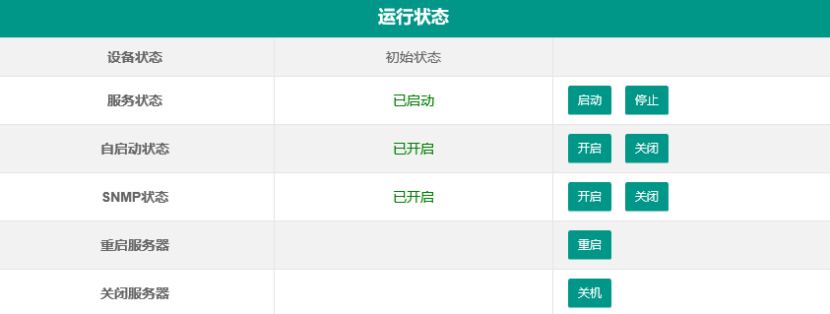 运行状态
设备状态 初始状态
服务状态 已启动 启动 停止
自启动状态 已开启 开启 关闭
SNMP状态 已开启 开启 关闭
重启服务器 重启
关闭服务器 关机